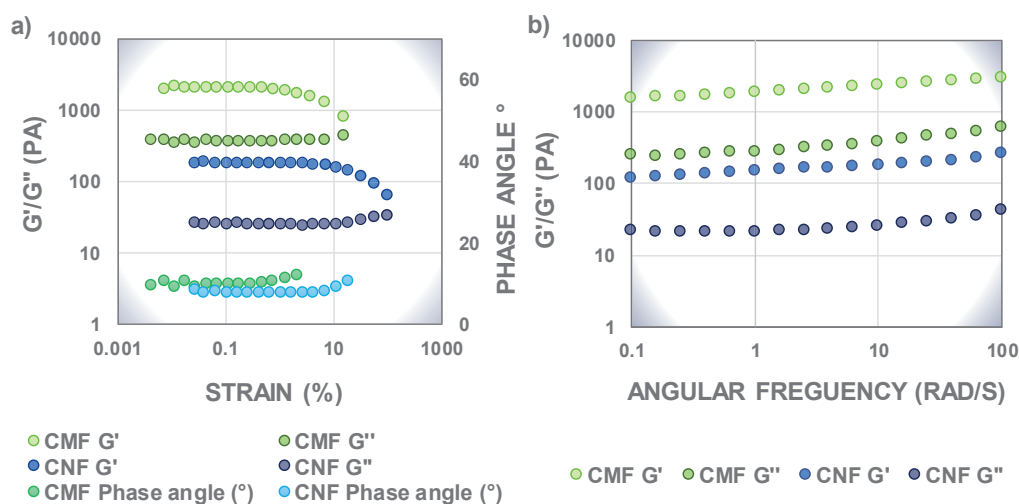 a)
G'/G'' (PA)
10000
1000
100
10
1
0.001
0.1
10
1000
STRAIN (%)
60
40
20
0
PHASE ANGLE °
CMF G'
CMF G''
CNF G'
CNF G"
CMF Phase angle (°)
CNF Phase angle (°)
b)
G'/G'' (PA)
10000
1000
100
10
1
0.1
1
10
100
ANGULAR FREGUENCY (RAD/S)
CMF G'
CMF G''
CNF G'
CNF G''